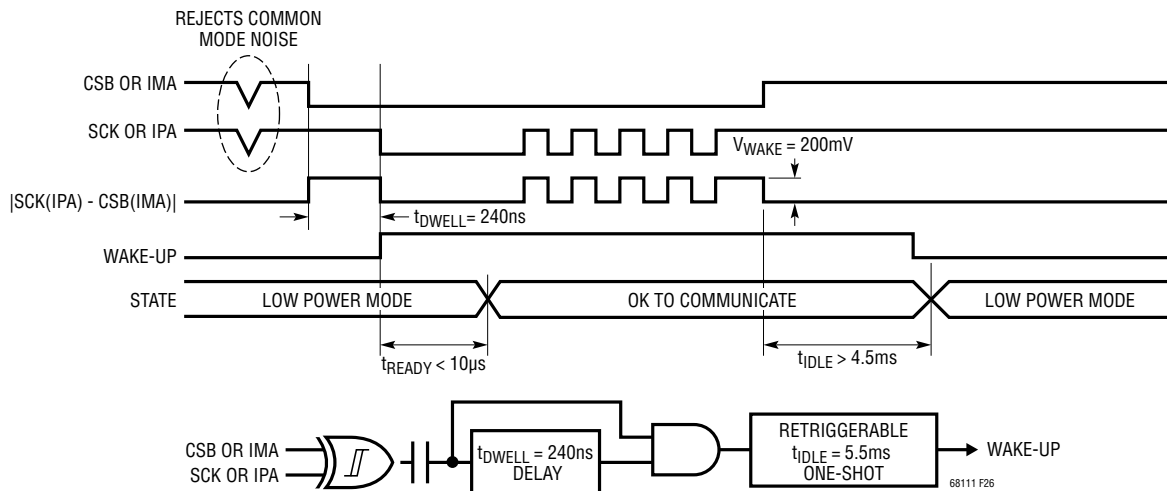 REJECTS COMMON
MODE NOISE
CSB OR IMA
SCK OR IPA
VWAKE = 200mV
|SCK(IPA) - CSB(IMA)|
tDWELL = 240ns
WAKE-UP
STATE
LOW POWER MODE
OK TO COMMUNICATE
LOW POWER MODE
tREADY < 10µs
tIDLE > 4.5ms
CSB OR IMA
SCK OR IPA
tDWELL = 240ns
DELAY
RETRIGGERABLE
tIDLE = 5.5ms
ONE-SHOT
WAKE-UP
68111 F26